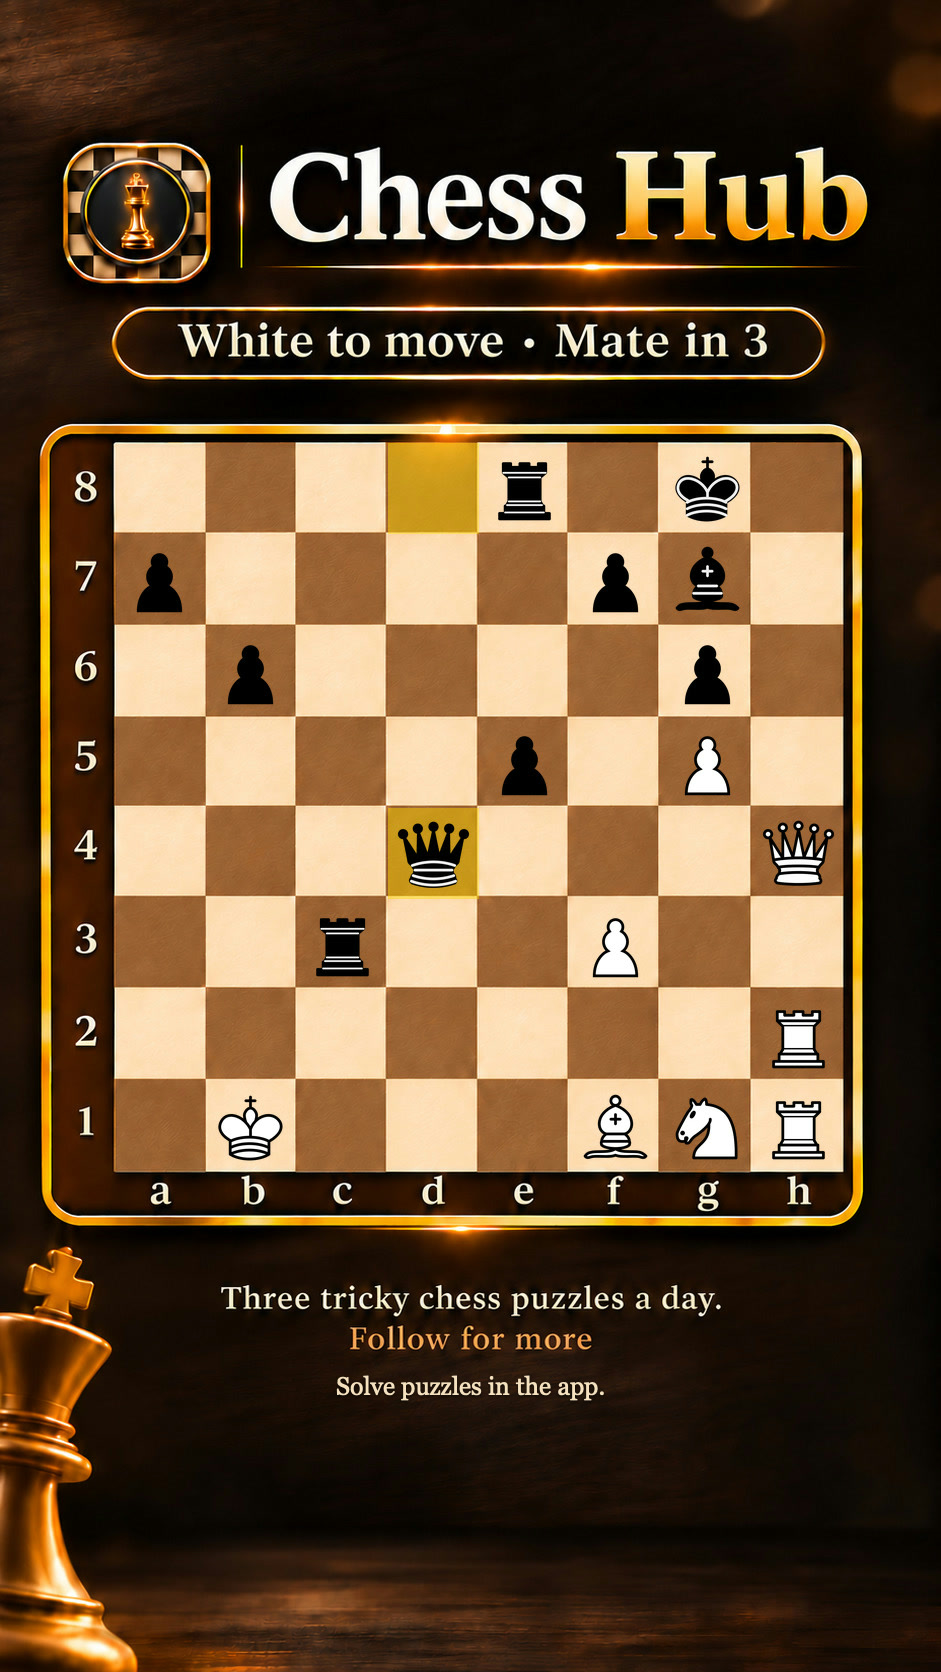 Chess Hub
White to move • Mate in 3
8
7
6
5
4
3
2
1
a b c d e f g h
Three tricky chess puzzles a day.
Follow for more
Solve puzzles in the app.